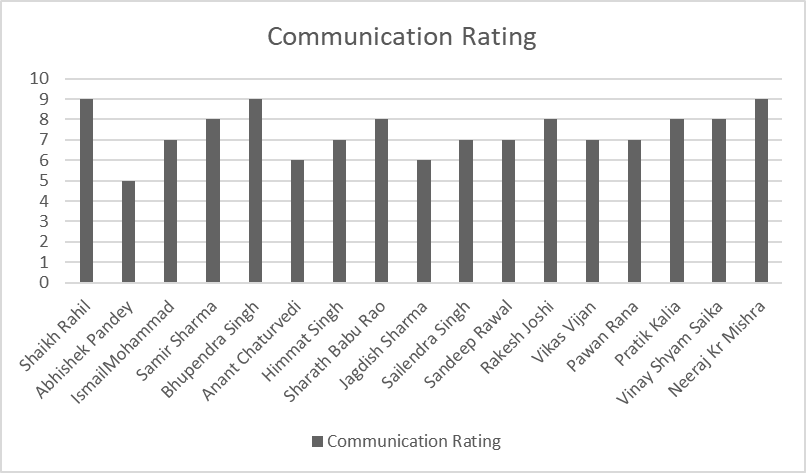 Communication Rating
10
9
8
7
6
5
4
3
2
1
0
Shaikh Rahil
Abhishek Pandey
IsmailMohammad
Samir Sharma
Bhupendra Singh
Anant Chaturvedi
Himmat Singh
Sharath Babu Rao
Jagdish Sharma
Sailendra Singh
Sandeep Rawal
Rakesh Joshi
Vikas Vijan
Pawan Rana
Pratik Kalia
Vinay Shyam Saika
Neeraj Kr Mishra
Communication Rating